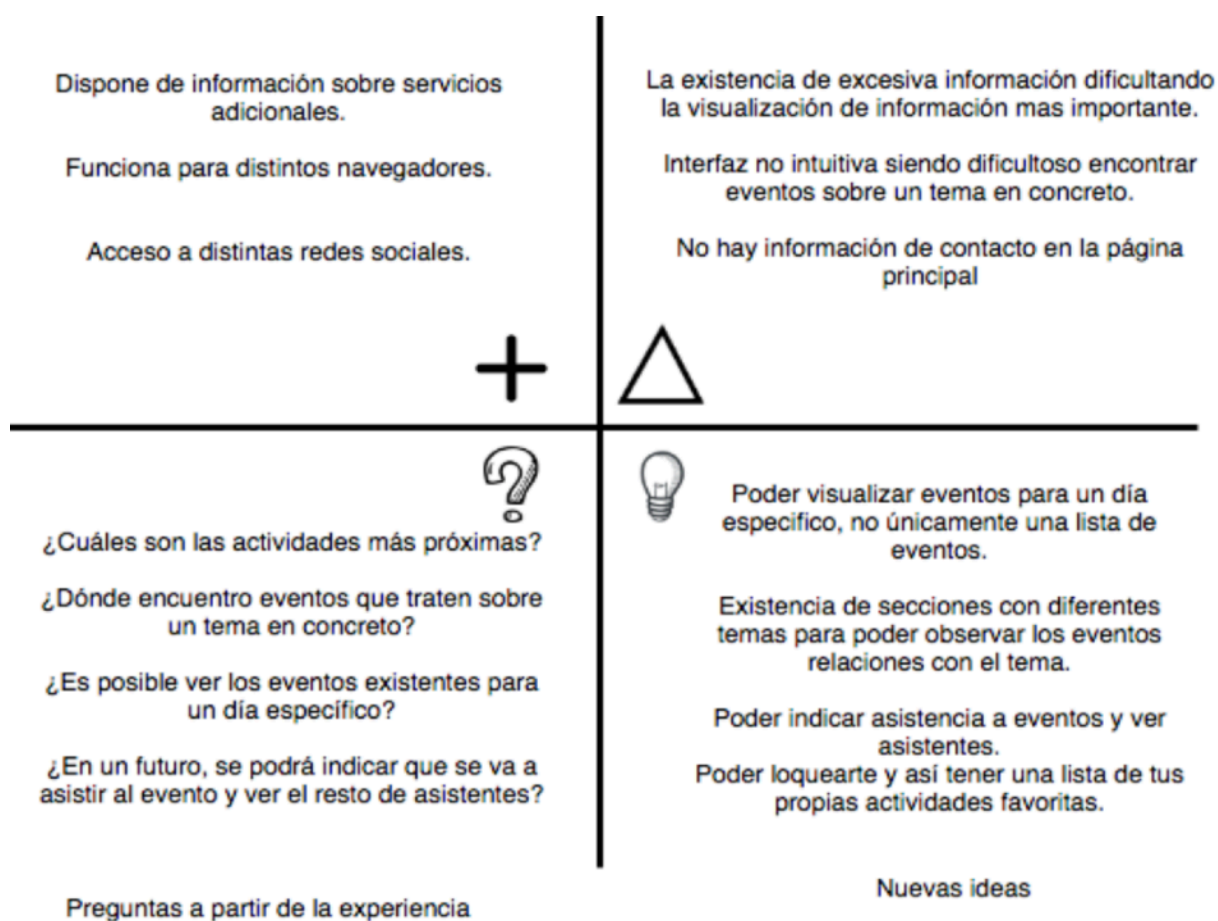 Dispone de información sobre servicios
adicionales.
Funciona para distintos navegadores.
Acceso a distintas redes sociales.
La existencia de excesiva información dificultando
la visualización de información mas importante.
Interfaz no intuitiva siendo dificultoso encontrar
eventos sobre un tema en concreto.
No hay información de contacto en la página
principal
¿Cuáles son las actividades más próximas?
¿Dónde encuentro eventos que traten sobre
un tema en concreto?
¿Es posible ver los eventos existentes para
un día específico?
¿En un futuro, se podrá indicar que se va a
asistir al evento y ver el resto de asistentes?
Preguntas a partir de la experiencia
Poder visualizar eventos para un día
especifico, no únicamente una lista de
eventos.
Existencia de secciones con diferentes
temas para poder observar los eventos
relaciones con el tema.
Poder indicar asistencia a eventos y ver
asistentes.
Poder loquearte y así tener una lista de tus
propias actividades favoritas.
Nuevas ideas